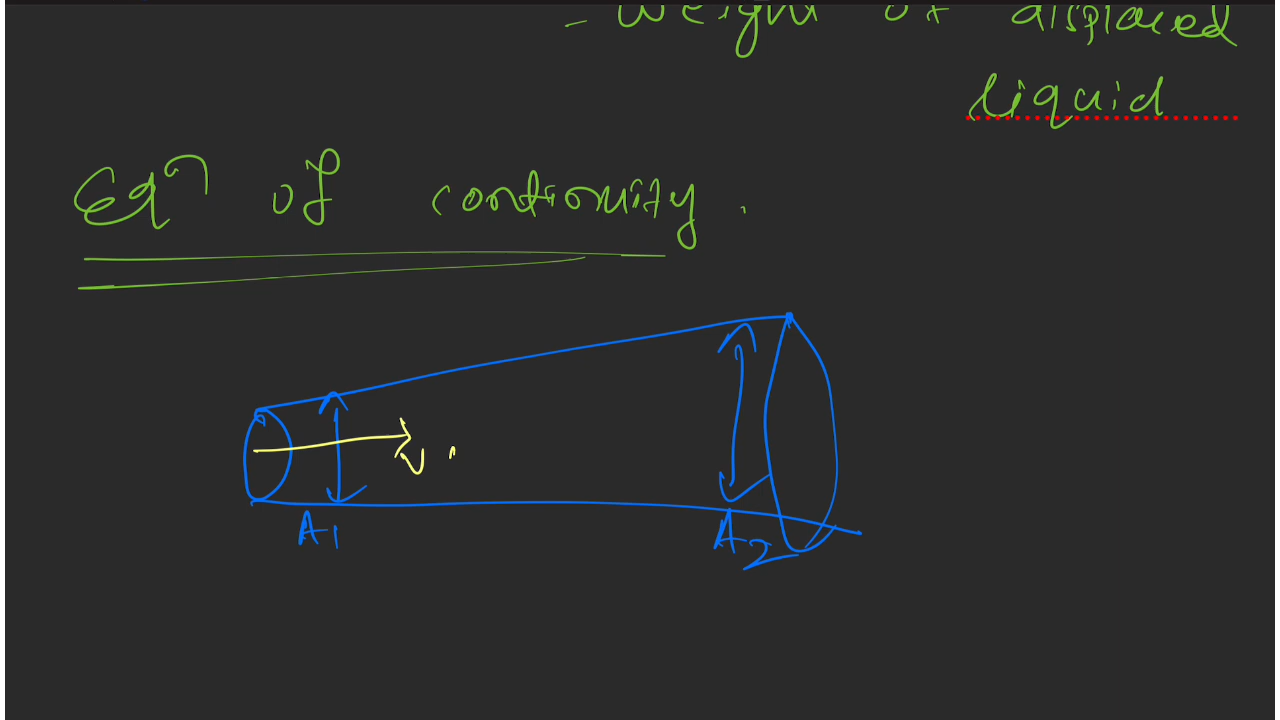 - Weight of displaced
liquid
Eqn of continuity.
v
A1
A2